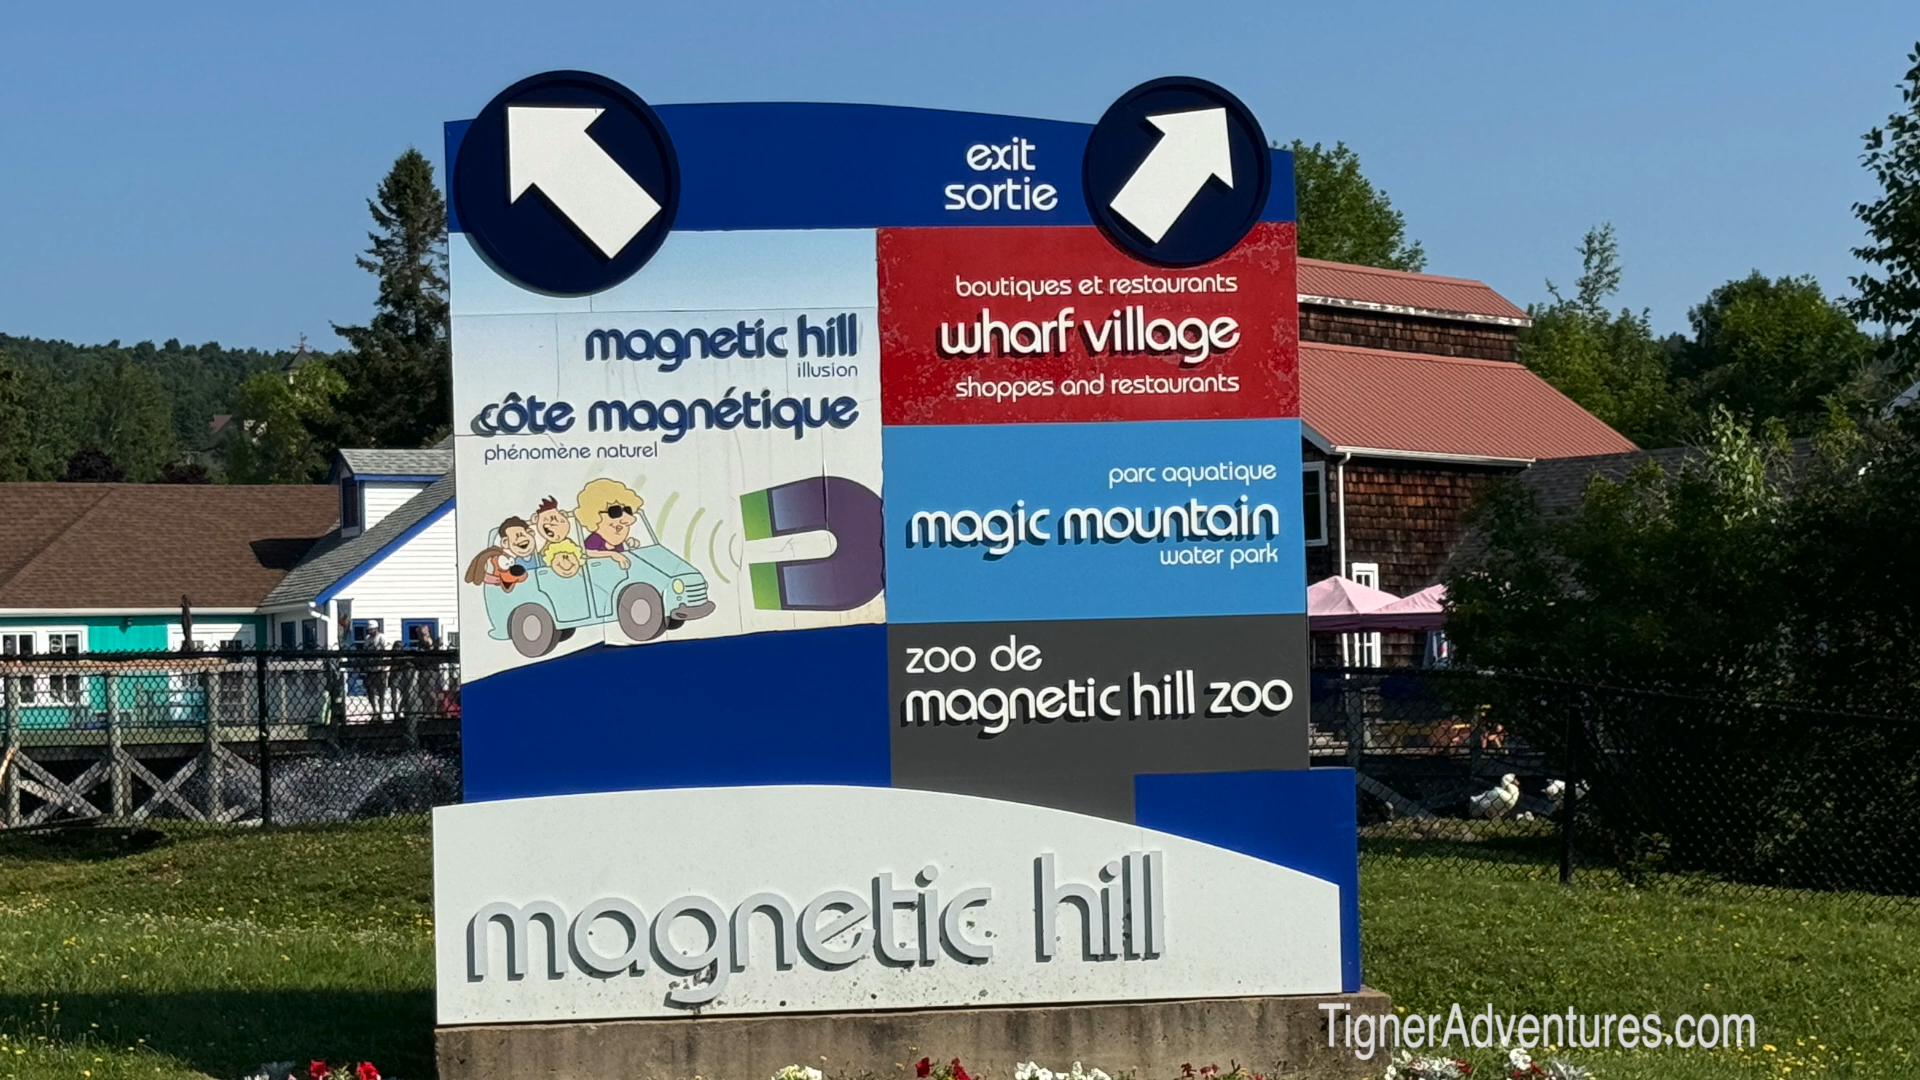 exit
sortie
magnetic hill
illusion
côte magnétique
phénomène naturel
boutiques et restaurants
wharf village
shoppes and restaurants
parc aquatique
magic mountain
water park
zoo de
magnetic hill zoo
magnetic hill
TignerAdventures.com